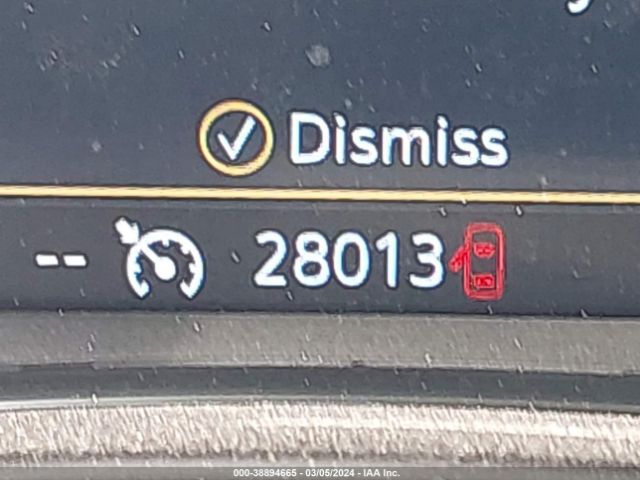 Dismiss
-- 28013
000-38894665 - 03/05/2024 - IAA Inc.